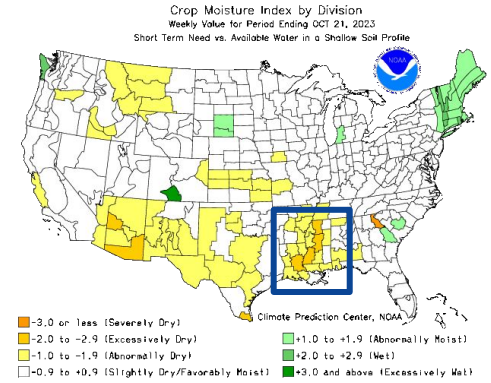 Crop Moisture Index by Division
Weekly Value for Period Ending OCT 21, 2023
Short Term Need vs. Available Water in a Shallow Soil Profile
NOAA
Climate Prediction Center, NOAA
-3.0 or less (Severely Dry)
-2.0 to -2.9 (Excessively Dry)
-1.0 to -1.9 (Abnormally Dry)
-0.9 to +0.9 (Slightly Dry/Favorably Moist)
+1.0 to +1.9 (Abnormally Moist)
+2.0 to +2.9 (Wet)
+3.0 and above (Excessively Wet)